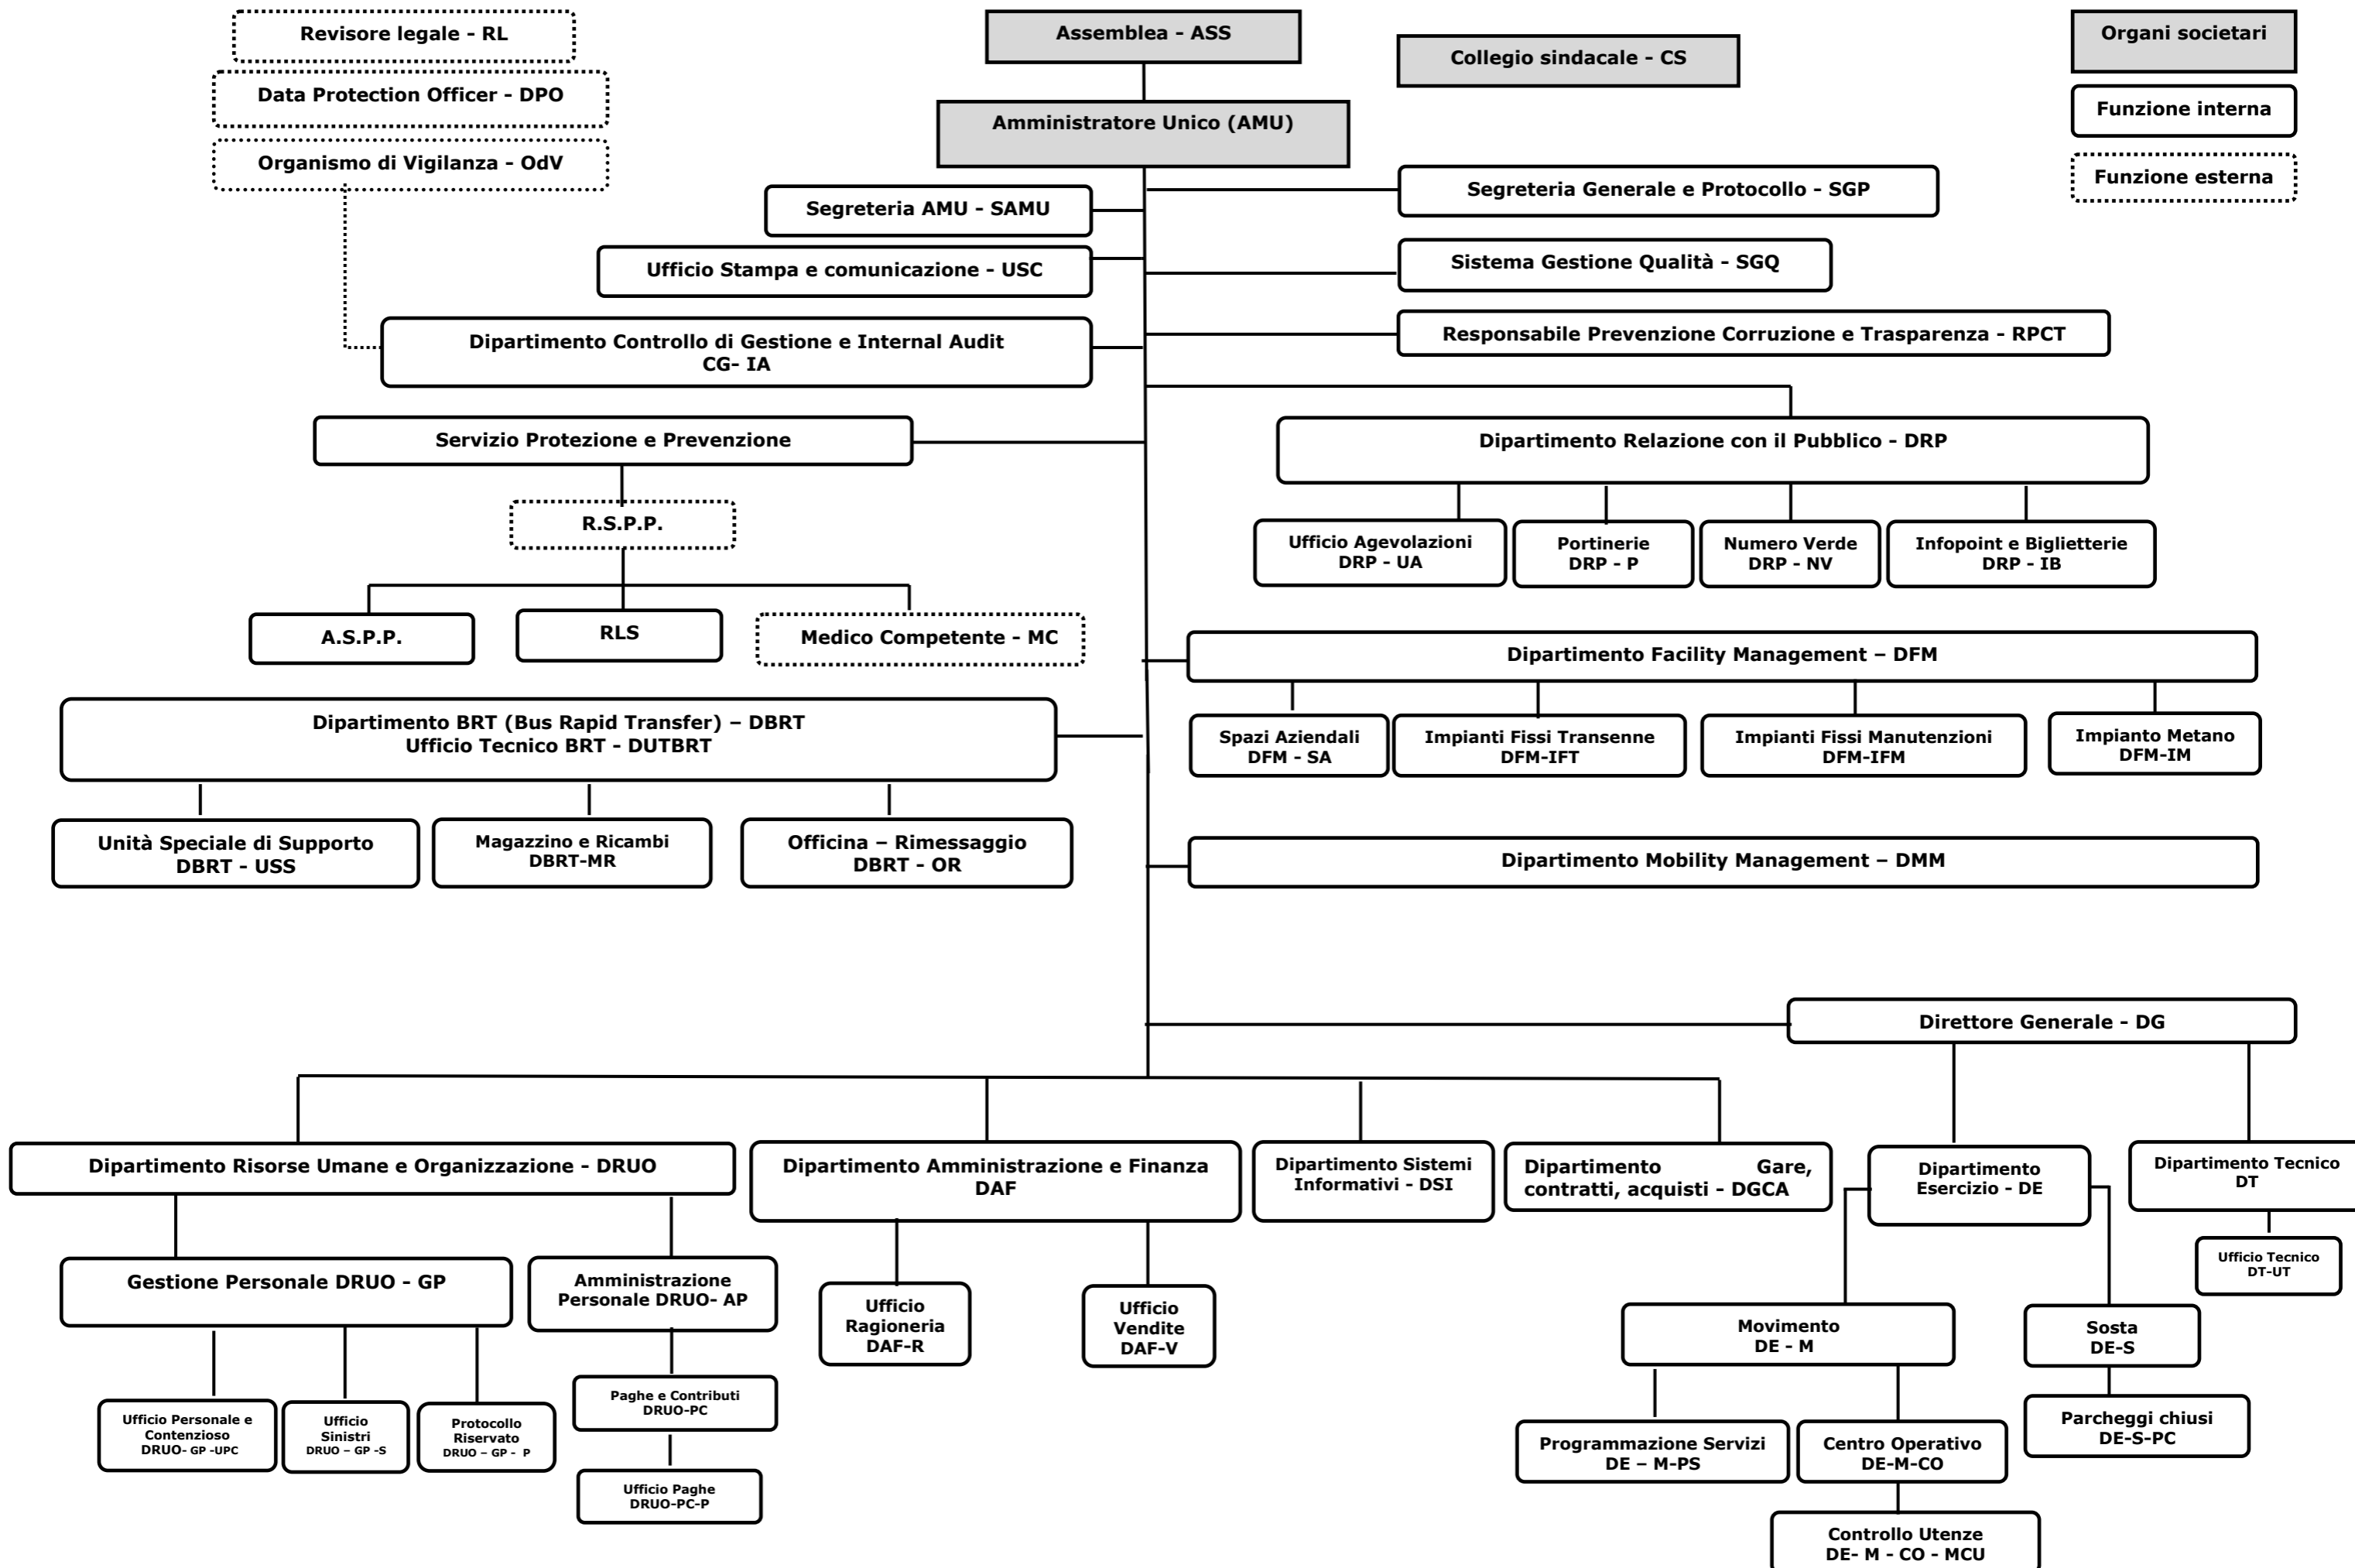 Revisore legale - RL
Data Protection Officer - DPO
Organismo di Vigilanza - OdV
Assemblea - ASS
Collegio sindacale - CS
Amministratore Unico (AMU)
Organi societari
Funzione interna
Funzione esterna
Segreteria AMU - SAMU
Segreteria Generale e Protocollo - SGP
Ufficio Stampa e comunicazione - USC
Sistema Gestione Qualità - SGQ
Dipartimento Controllo di Gestione e Internal Audit
CG- IA
Responsabile Prevenzione Corruzione e Trasparenza - RPCT
Servizio Protezione e Prevenzione
R.S.P.P.
A.S.P.P.
RLS
Medico Competente - MC
Dipartimento Relazione con il Pubblico - DRP
Ufficio Agevolazioni
DRP - UA
Portinerie
DRP - P
Numero Verde
DRP - NV
Infopoint e Biglietterie
DRP - IB
Dipartimento Facility Management – DFM
Spazi Aziendali
DFM - SA
Impianti Fissi Transenne
DFM-IFT
Impianti Fissi Manutenzioni
DFM-IFM
Impianto Metano
DFM-IM
Dipartimento BRT (Bus Rapid Transfer) – DBRT
Ufficio Tecnico BRT - DUTBRT
Unità Speciale di Supporto
DBRT - USS
Magazzino e Ricambi
DBRT-MR
Officina – Rimessaggio
DBRT - OR
Dipartimento Mobility Management – DMM
Direttore Generale - DG
Dipartimento Risorse Umane e Organizzazione - DRUO
Dipartimento Amministrazione e Finanza
DAF
Dipartimento Sistemi
Informativi - DSI
Dipartimento Gare,
contratti, acquisti - DGCA
Dipartimento
Esercizio - DE
Dipartimento Tecnico
DT
Ufficio Tecnico
DT-UT
Gestione Personale DRUO - GP
Amministrazione
Personale DRUO- AP
Ufficio
Ragioneria
DAF-R
Ufficio
Vendite
DAF-V
Movimento
DE - M
Sosta
DE-S
Ufficio Personale e
Contenzioso
DRUO- GP -UPC
Ufficio
Sinistri
DRUO – GP -S
Protocollo
Riservato
DRUO – GP - P
Paghe e Contributi
DRUO-PC
Ufficio Paghe
DRUO-PC-P
Programmazione Servizi
DE – M-PS
Centro Operativo
DE-M-CO
Parcheggi chiusi
DE-S-PC
Controllo Utenze
DE- M - CO - MCU